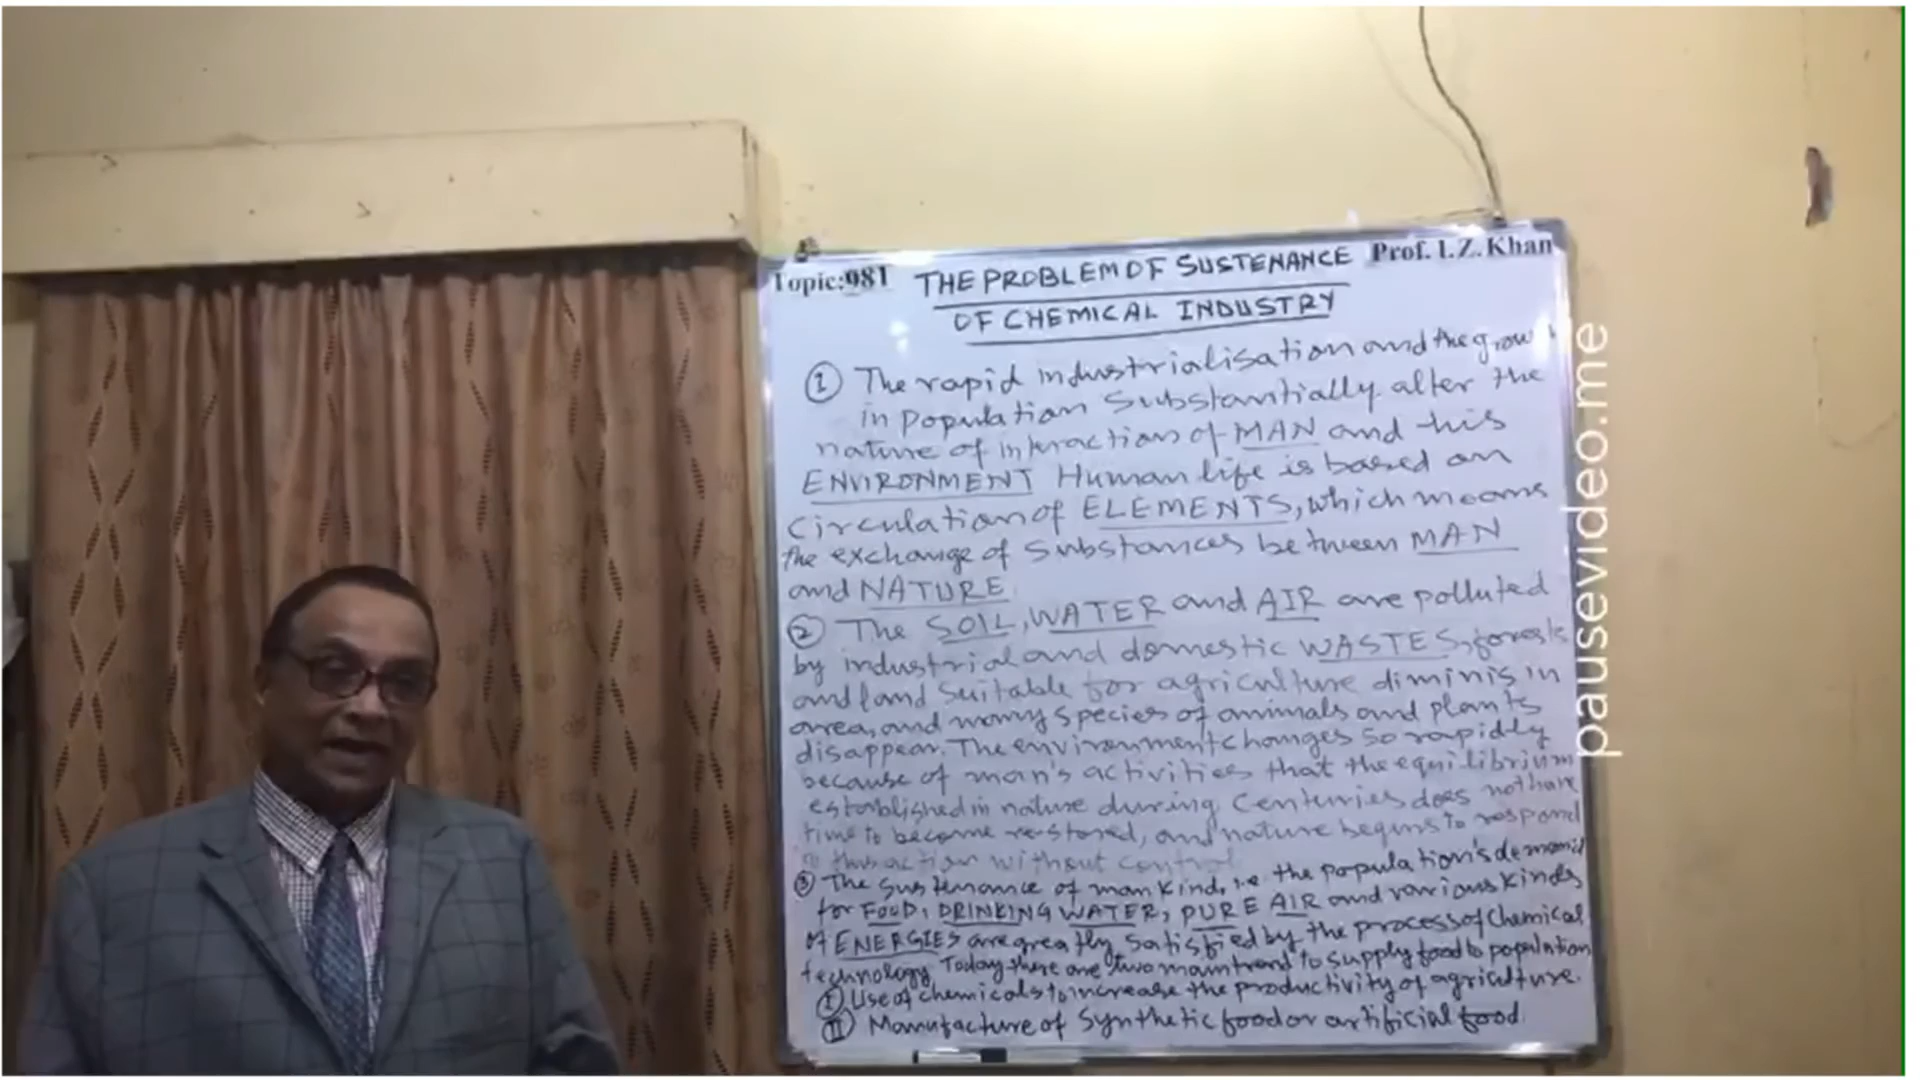 Topic:981 THE PROBLEM OF SUSTENANCE Prof. I.Z. Khan
OF CHEMICAL INDUSTRY
① The rapid industrialisation and the grow
in population substantially alter the
nature of interaction of MAN and his
ENVIRONMENT Human life is based on
circulation of ELEMENTS, which means
the exchange of substances between MAN
and NATURE.
② The SOIL, WATER and AIR are polluted
by industrial and domestic WASTES, forests
and land suitable for agriculture diminis in
area, and many species of animals and plants
disappear. The environment changes so rapidly
because of man's activities that the equilibrium
established in nature during centuries does not have
time to become restored, and nature begins to respond
this action without control
③ The sustenance of mankind, i.e. the population's demand
for FOOD, DRINKING WATER, PURE AIR and various kinds
of ENERGIES are greatly satisfied by the process of chemical
technology. Today there are two main trend to supply food to population
Ⓘ Use of chemicals to increase the productivity of agriculture.
Ⓘⓘ Manufacture of synthetic food or artificial food.
pausevideo.me